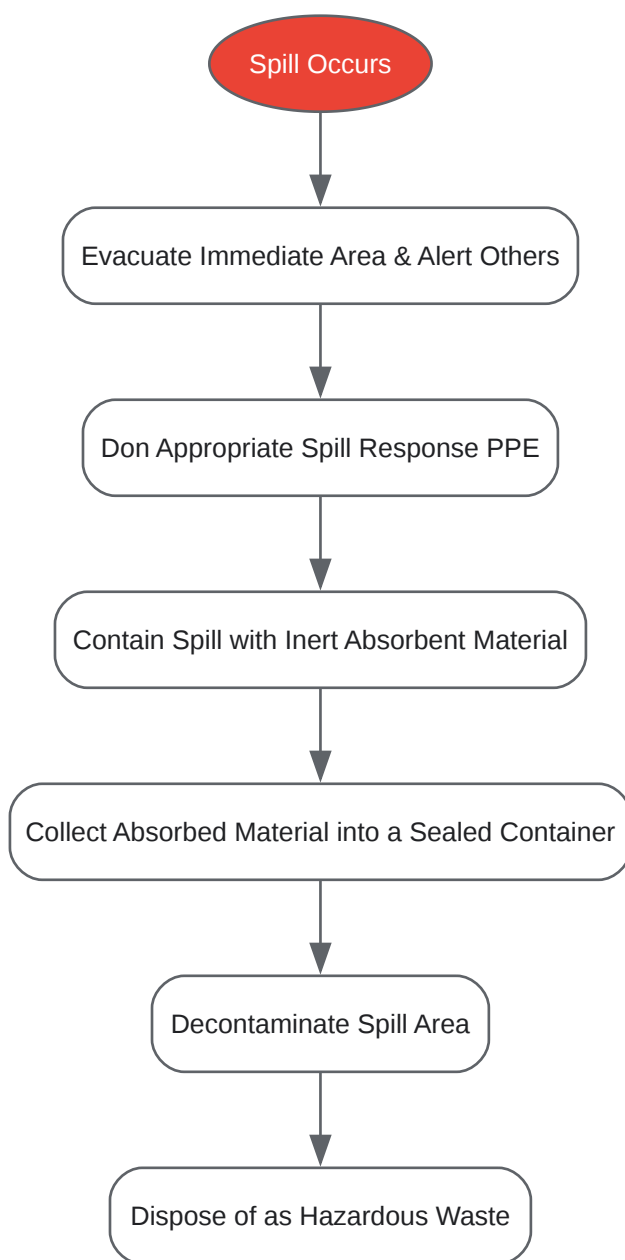 Spill Occurs
Evacuate Immediate Area & Alert Others
Don Appropriate Spill Response PPE
Contain Spill with Inert Absorbent Material
Collect Absorbed Material into a Sealed Container
Decontaminate Spill Area
Dispose of as Hazardous Waste